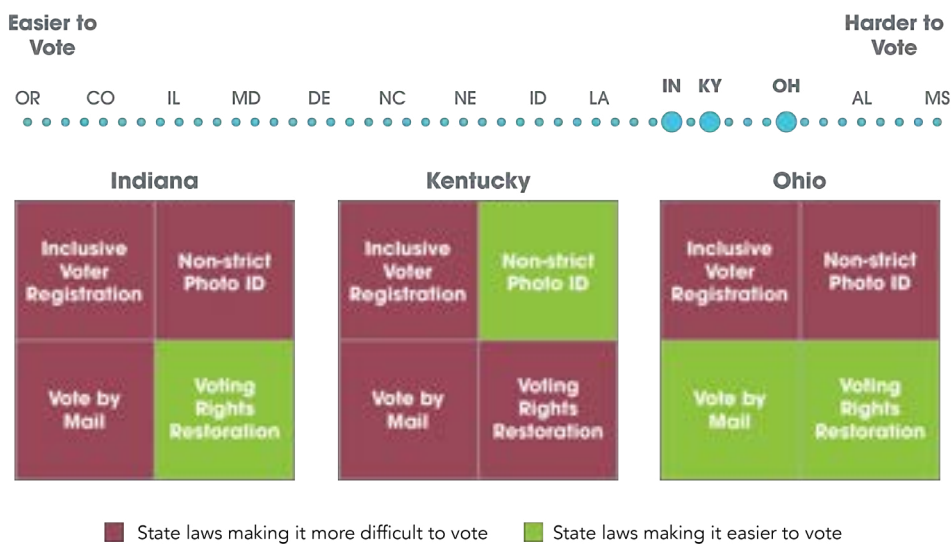 Easier to
Vote
Harder to
Vote
OR CO IL MD DE NC NE ID LA IN KY OH AL MS
Indiana
Kentucky
Ohio
Inclusive
Voter
Registration
Non-strict
Photo ID
Vote by
Mail
Voting
Rights
Restoration
Inclusive
Voter
Registration
Non-strict
Photo ID
Vote by
Mail
Voting
Rights
Restoration
Inclusive
Voter
Registration
Non-strict
Photo ID
Vote by
Mail
Voting
Rights
Restoration
State laws making it more difficult to vote
State laws making it easier to vote